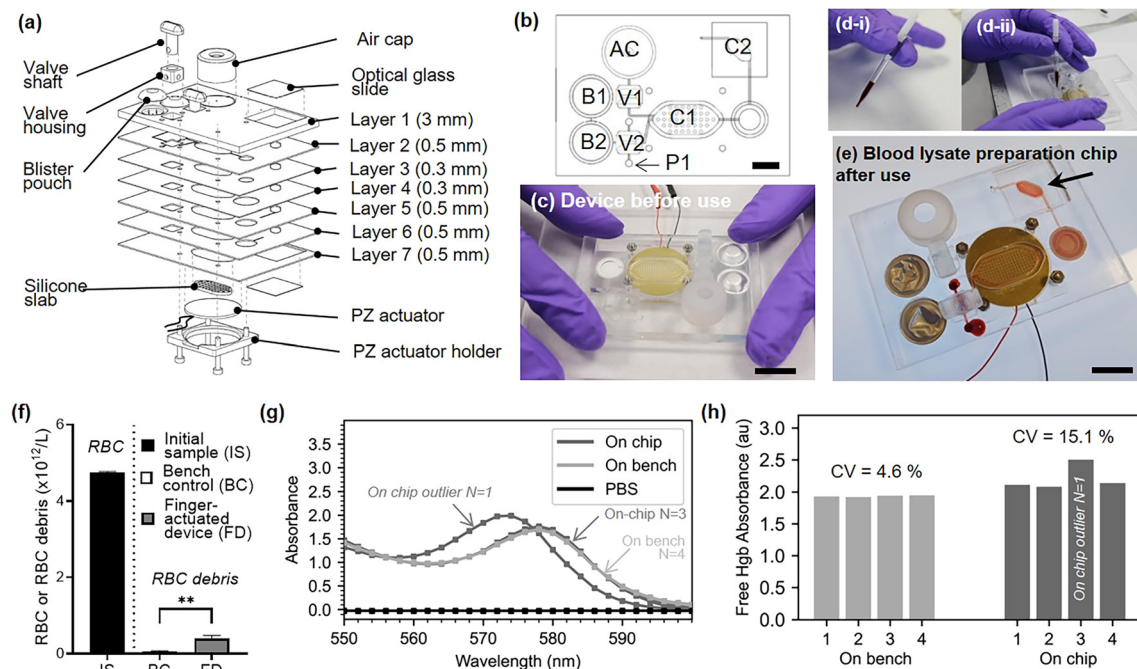 (a)
Valve
shaft
Valve
housing
Blister
pouch
Silicone
slab
Air cap
Optical glass
slide
Layer 1 (3 mm)
Layer 2 (0.5 mm)
Layer 3 (0.3 mm)
Layer 4 (0.3 mm)
Layer 5 (0.5 mm)
Layer 6 (0.5 mm)
Layer 7 (0.5 mm)
PZ actuator
PZ actuator holder
(b)
AC
C2
B1
V1
C1
B2
V2
P1
(c) Device before use
(d-i)
(d-ii)
(e) Blood lysate preparation chip
after use
(f)
RBC or RBC debris (x10¹²/L)
6
4
2
0
RBC
Initial
sample (IS)
Bench
control (BC)
Finger-
actuated
device (FD)
RBC debris
**
IS
BC
FD
(g)
Absorbance
3.5
3.0
2.5
2.0
1.5
1.0
0.5
0.0
On chip
On bench
PBS
On chip outlier N=1
On-chip N=3
On bench
N=4
550
560
570
580
590
Wavelength (nm)
(h)
Free Hgb Absorbance (au)
3.0
2.5
2.0
1.5
1.0
0.5
0.0
CV = 4.6 %
CV = 15.1 %
On chip outlier N=1
1 2 3 4
On bench
1 2 3 4
On chip